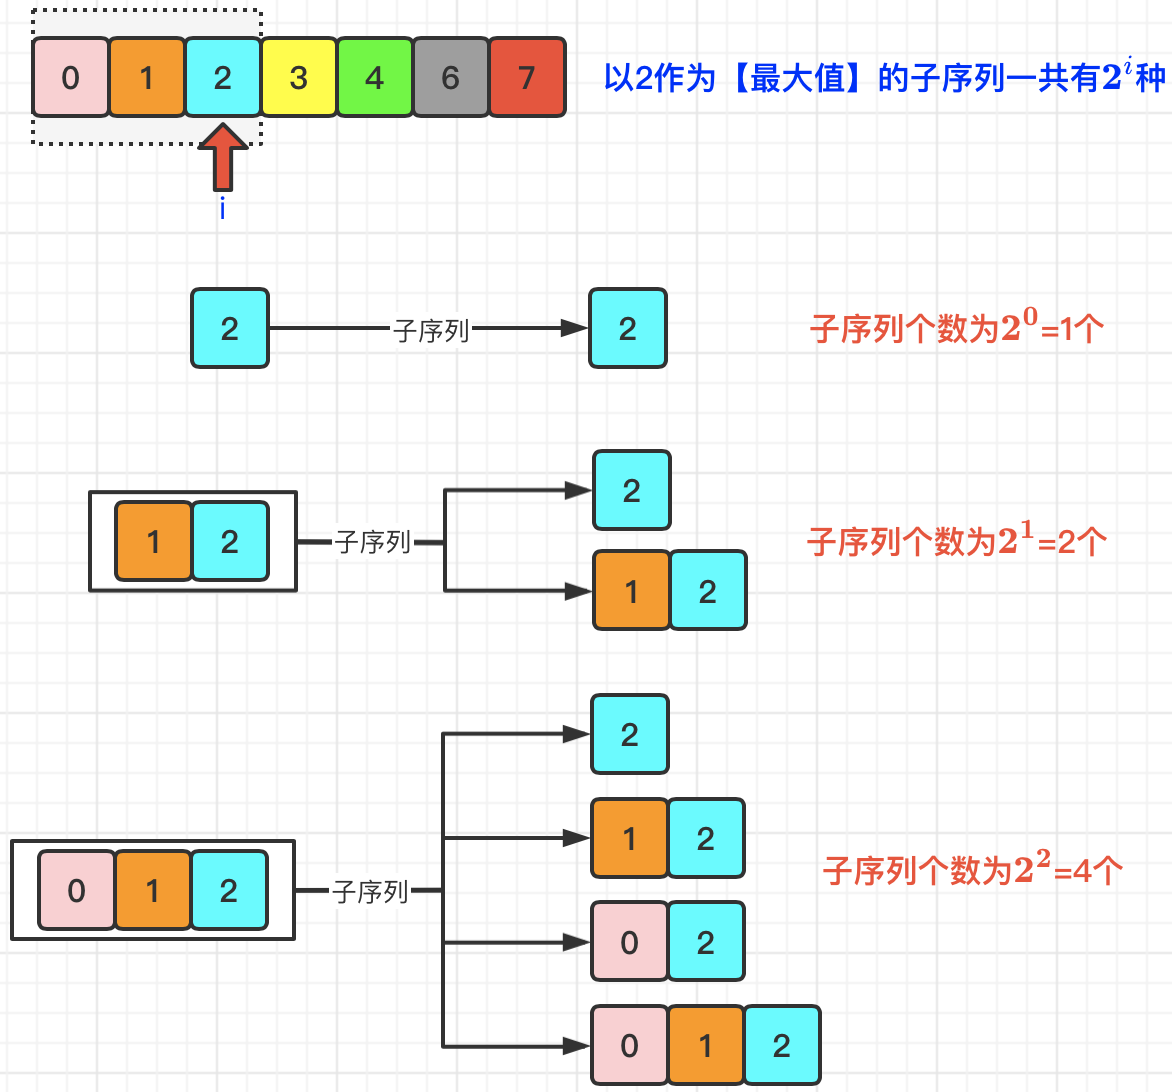 0 1 2 3 4 6 7 以2作为【最大值】的子序列一共有2^i种
i
2 子序列 2 子序列个数为2^0=1个
2
1 2 子序列 子序列个数为2^1=2个
1 2
2
1 2
0 1 2 子序列 子序列个数为2^2=4个
0 2
0 1 2